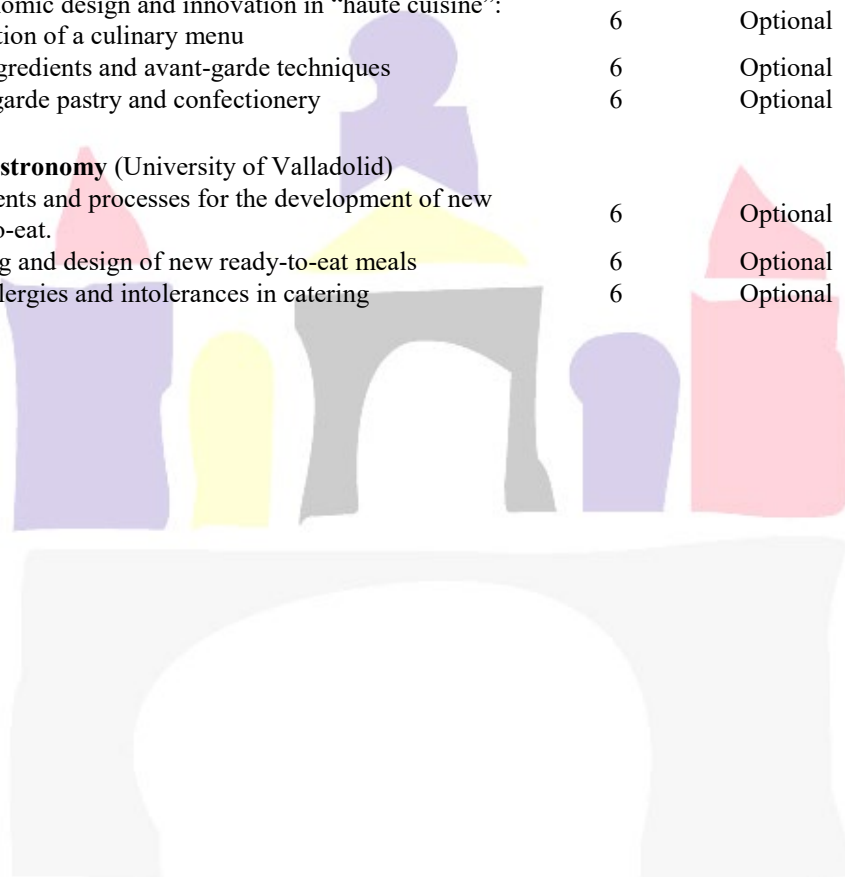 nomic design and innovation in “haute cuisine”: 6 Optional
tion of a culinary menu
gredients and avant-garde techniques 6 Optional
garde pastry and confectionery 6 Optional
stronomy (University of Valladolid)
ents and processes for the development of new 6 Optional
o-eat.
g and design of new ready-to-eat meals 6 Optional
lergies and intolerances in catering 6 Optional